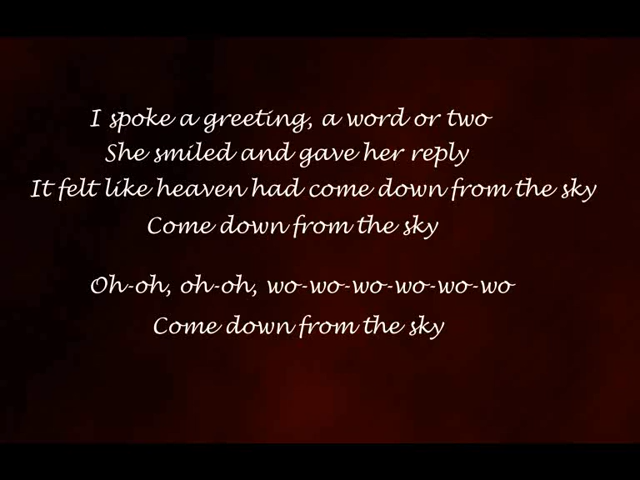 I spoke a greeting, a word or two
She smiled and gave her reply
It felt like heaven had come down from the sky
Come down from the sky
Oh-oh, oh-oh, wo-wo-wo-wo-wo-wo
Come down from the sky